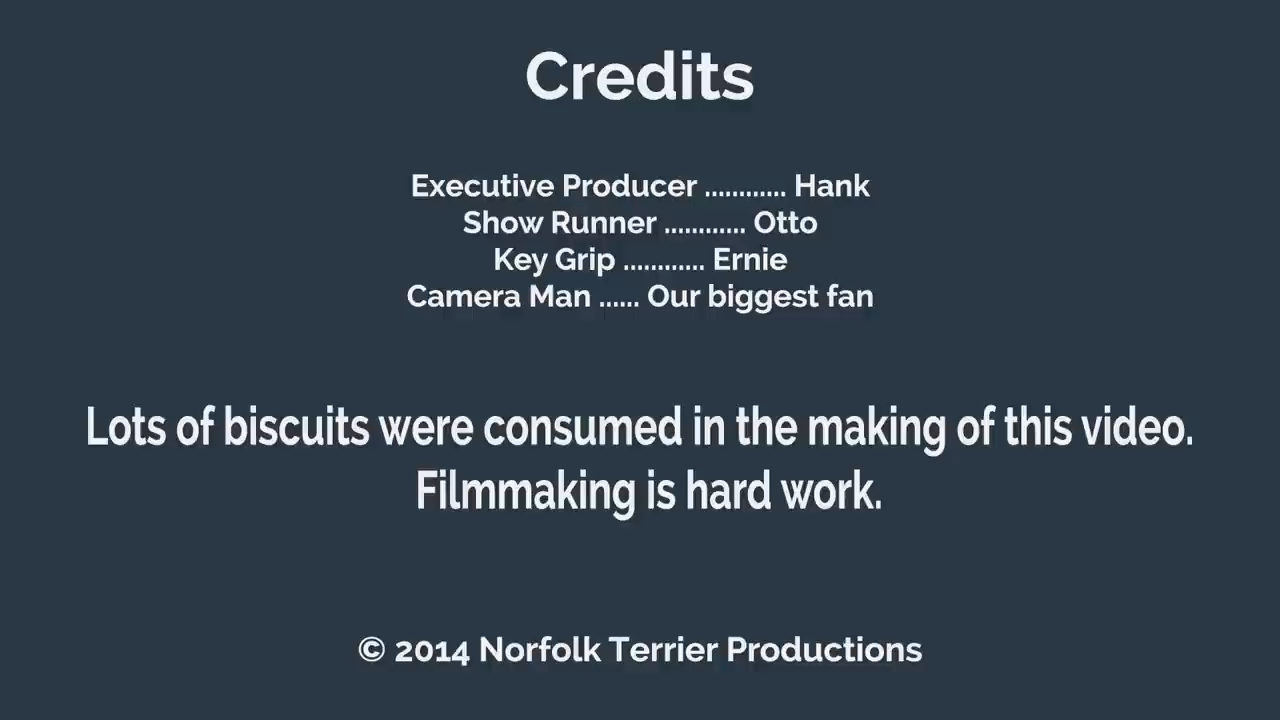 Credits
Executive Producer ............ Hank
Show Runner ............ Otto
Key Grip ............ Ernie
Camera Man ...... Our biggest fan
Lots of biscuits were consumed in the making of this video.
Filmmaking is hard work.
© 2014 Norfolk Terrier Productions